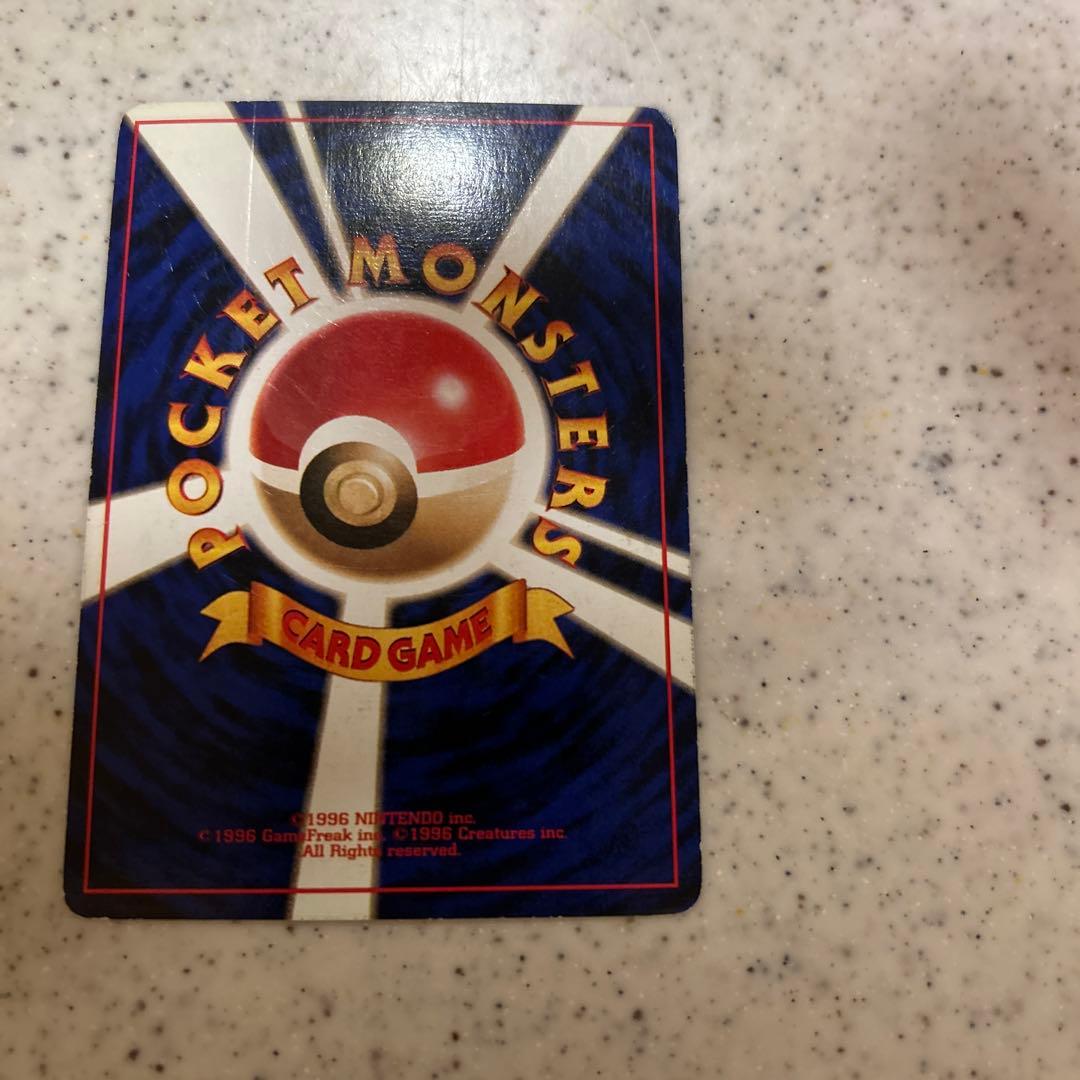 POCKET MONSTERS
CARD GAME
©1996 NINTENDO inc.
©1996 GameFreak inc. ©1996 Creatures inc.
All Rights reserved.